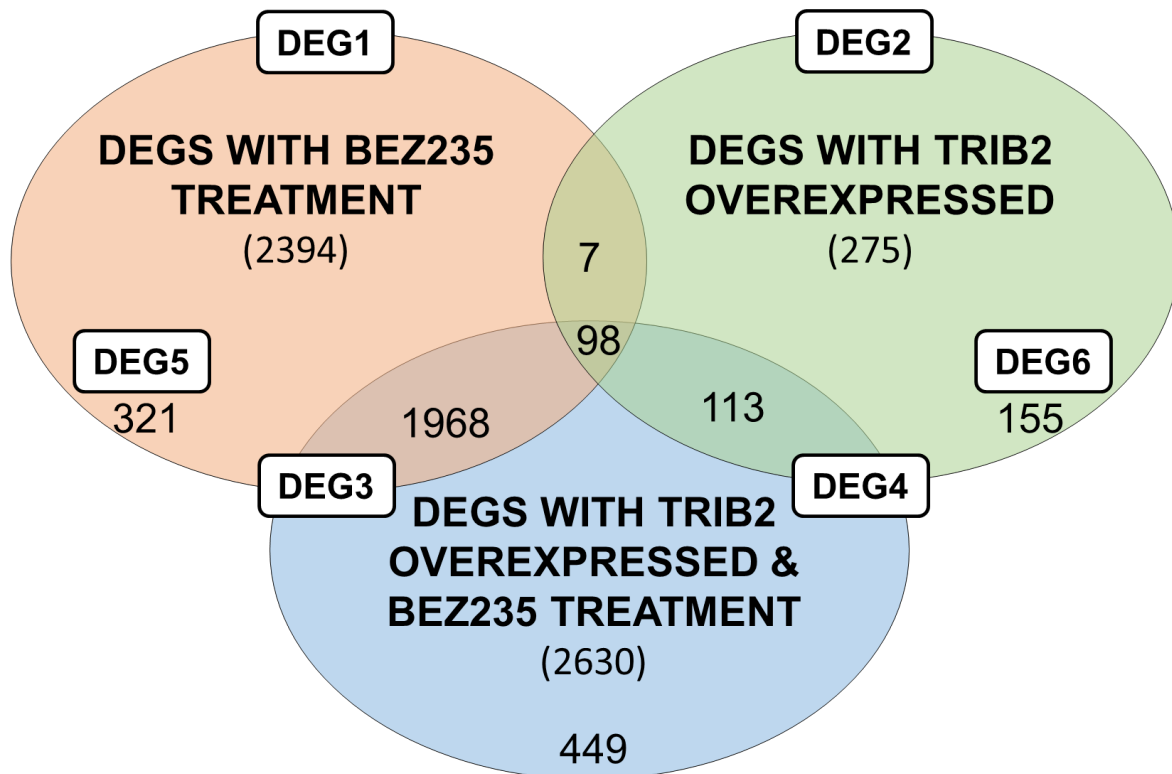 DEG1
DEG2
DEGS WITH BEZ235
TREATMENT
(2394)
DEGS WITH TRIB2
OVEREXPRESSED
(275)
7
98
DEG5
321
1968
113
DEG6
155
DEG3
DEG4
DEGS WITH TRIB2
OVEREXPRESSED &
BEZ235 TREATMENT
(2630)
449